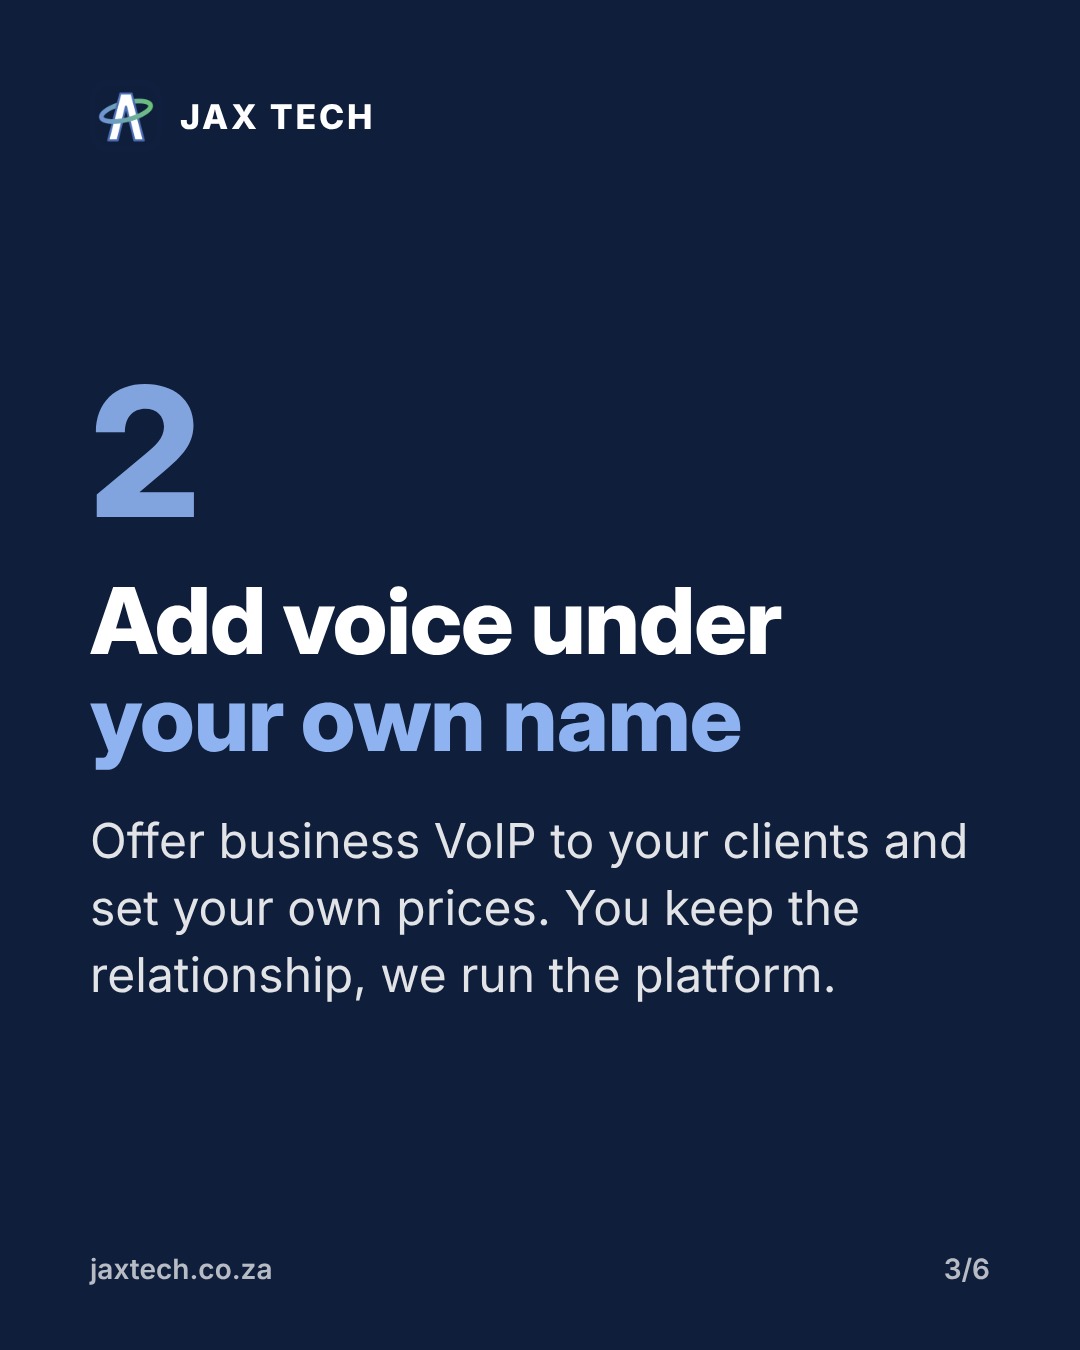 JAX TECH
2
Add voice under
your own name
Offer business VoIP to your clients and
set your own prices. You keep the
relationship, we run the platform.
jaxtech.co.za
3/6